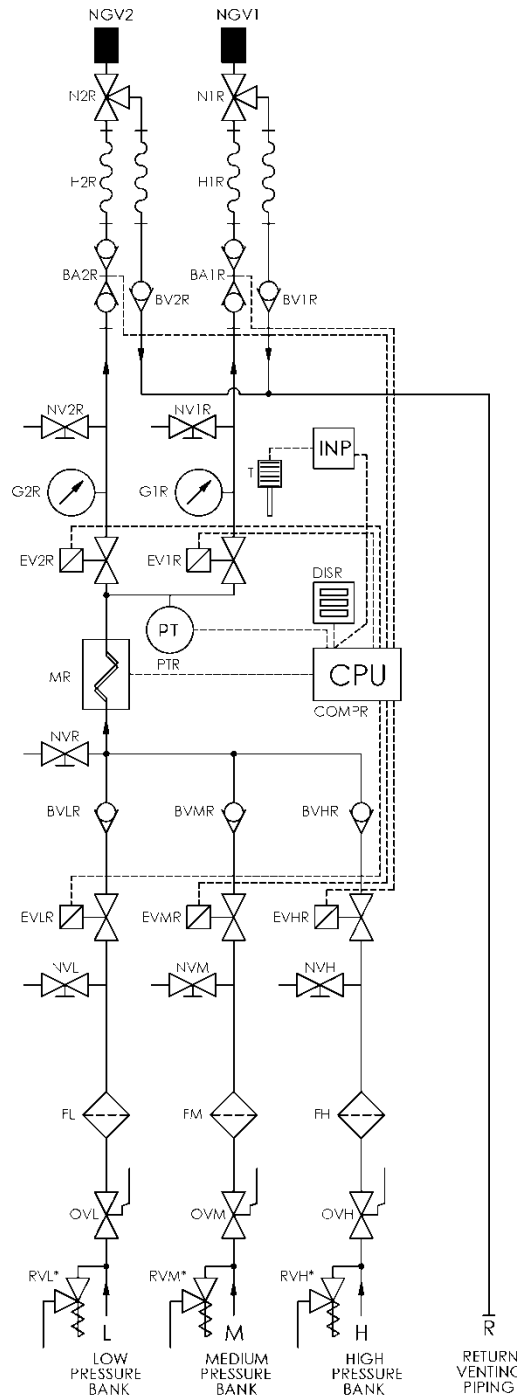 NGV2 NGV1
N2R N1R
H2R H1R
BA2R BV2R BA1R BV1R
NV2R NV1R
INP
T
G2R G1R
EV2R EV1R DISR
PT
CPU
MR PTR
COMPR
NVR
BVLR BVMR BVHR
EVLR EVMR EVHR
NVL NVM NVH
FL FM FH
OVL OVM OVH
RVL* RVM* RVH*
L M H R
LOW PRESSURE BANK
MEDIUM PRESSURE BANK
HIGH PRESSURE BANK
RETURN VENTING PIPING